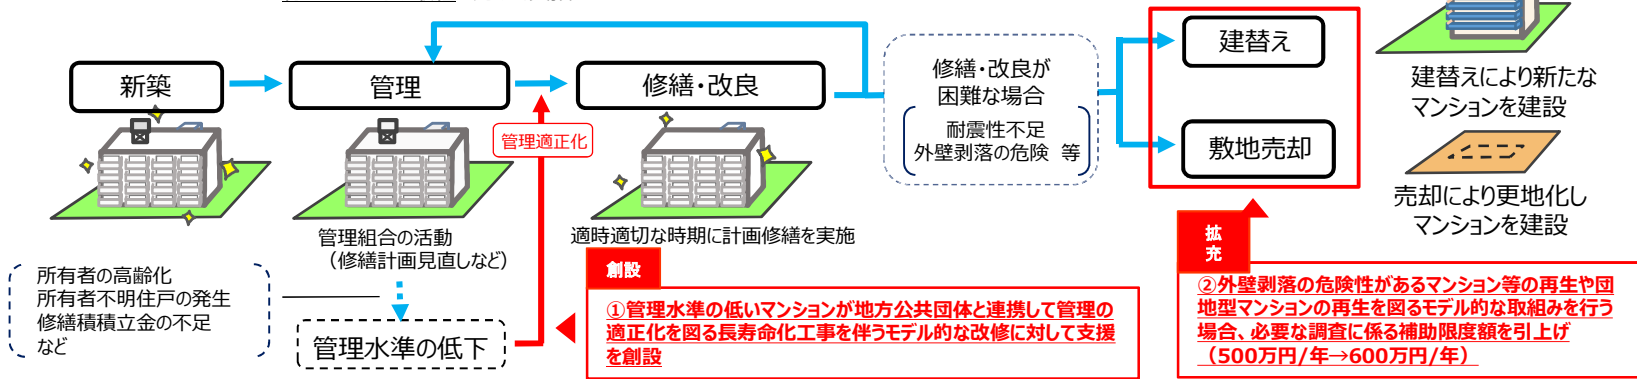 新築
管理
修繕・改良
管理適正化
修繕・改良が
困難な場合
耐震性不足
外壁剥落の危険 等
建替え
敷地売却
建替えにより新たな
マンションを建設
売却により更地化し
マンションを建設
管理組合の活動
（修繕計画見直しなど）
適時適切な時期に計画修繕を実施
所有者の高齢化
所有者不明住戸の発生
修繕積積立金の不足
など
管理水準の低下
創設
①管理水準の低いマンションが地方公共団体と連携して管理の
適正化を図る長寿命化工事を伴うモデル的な改修に対して支援
を創設
拡
充
②外壁剥落の危険性があるマンション等の再生や団
地型マンションの再生を図るモデル的な取組みを行う
場合、必要な調査に係る補助限度額を引上げ
（500万円/年→600万円/年）